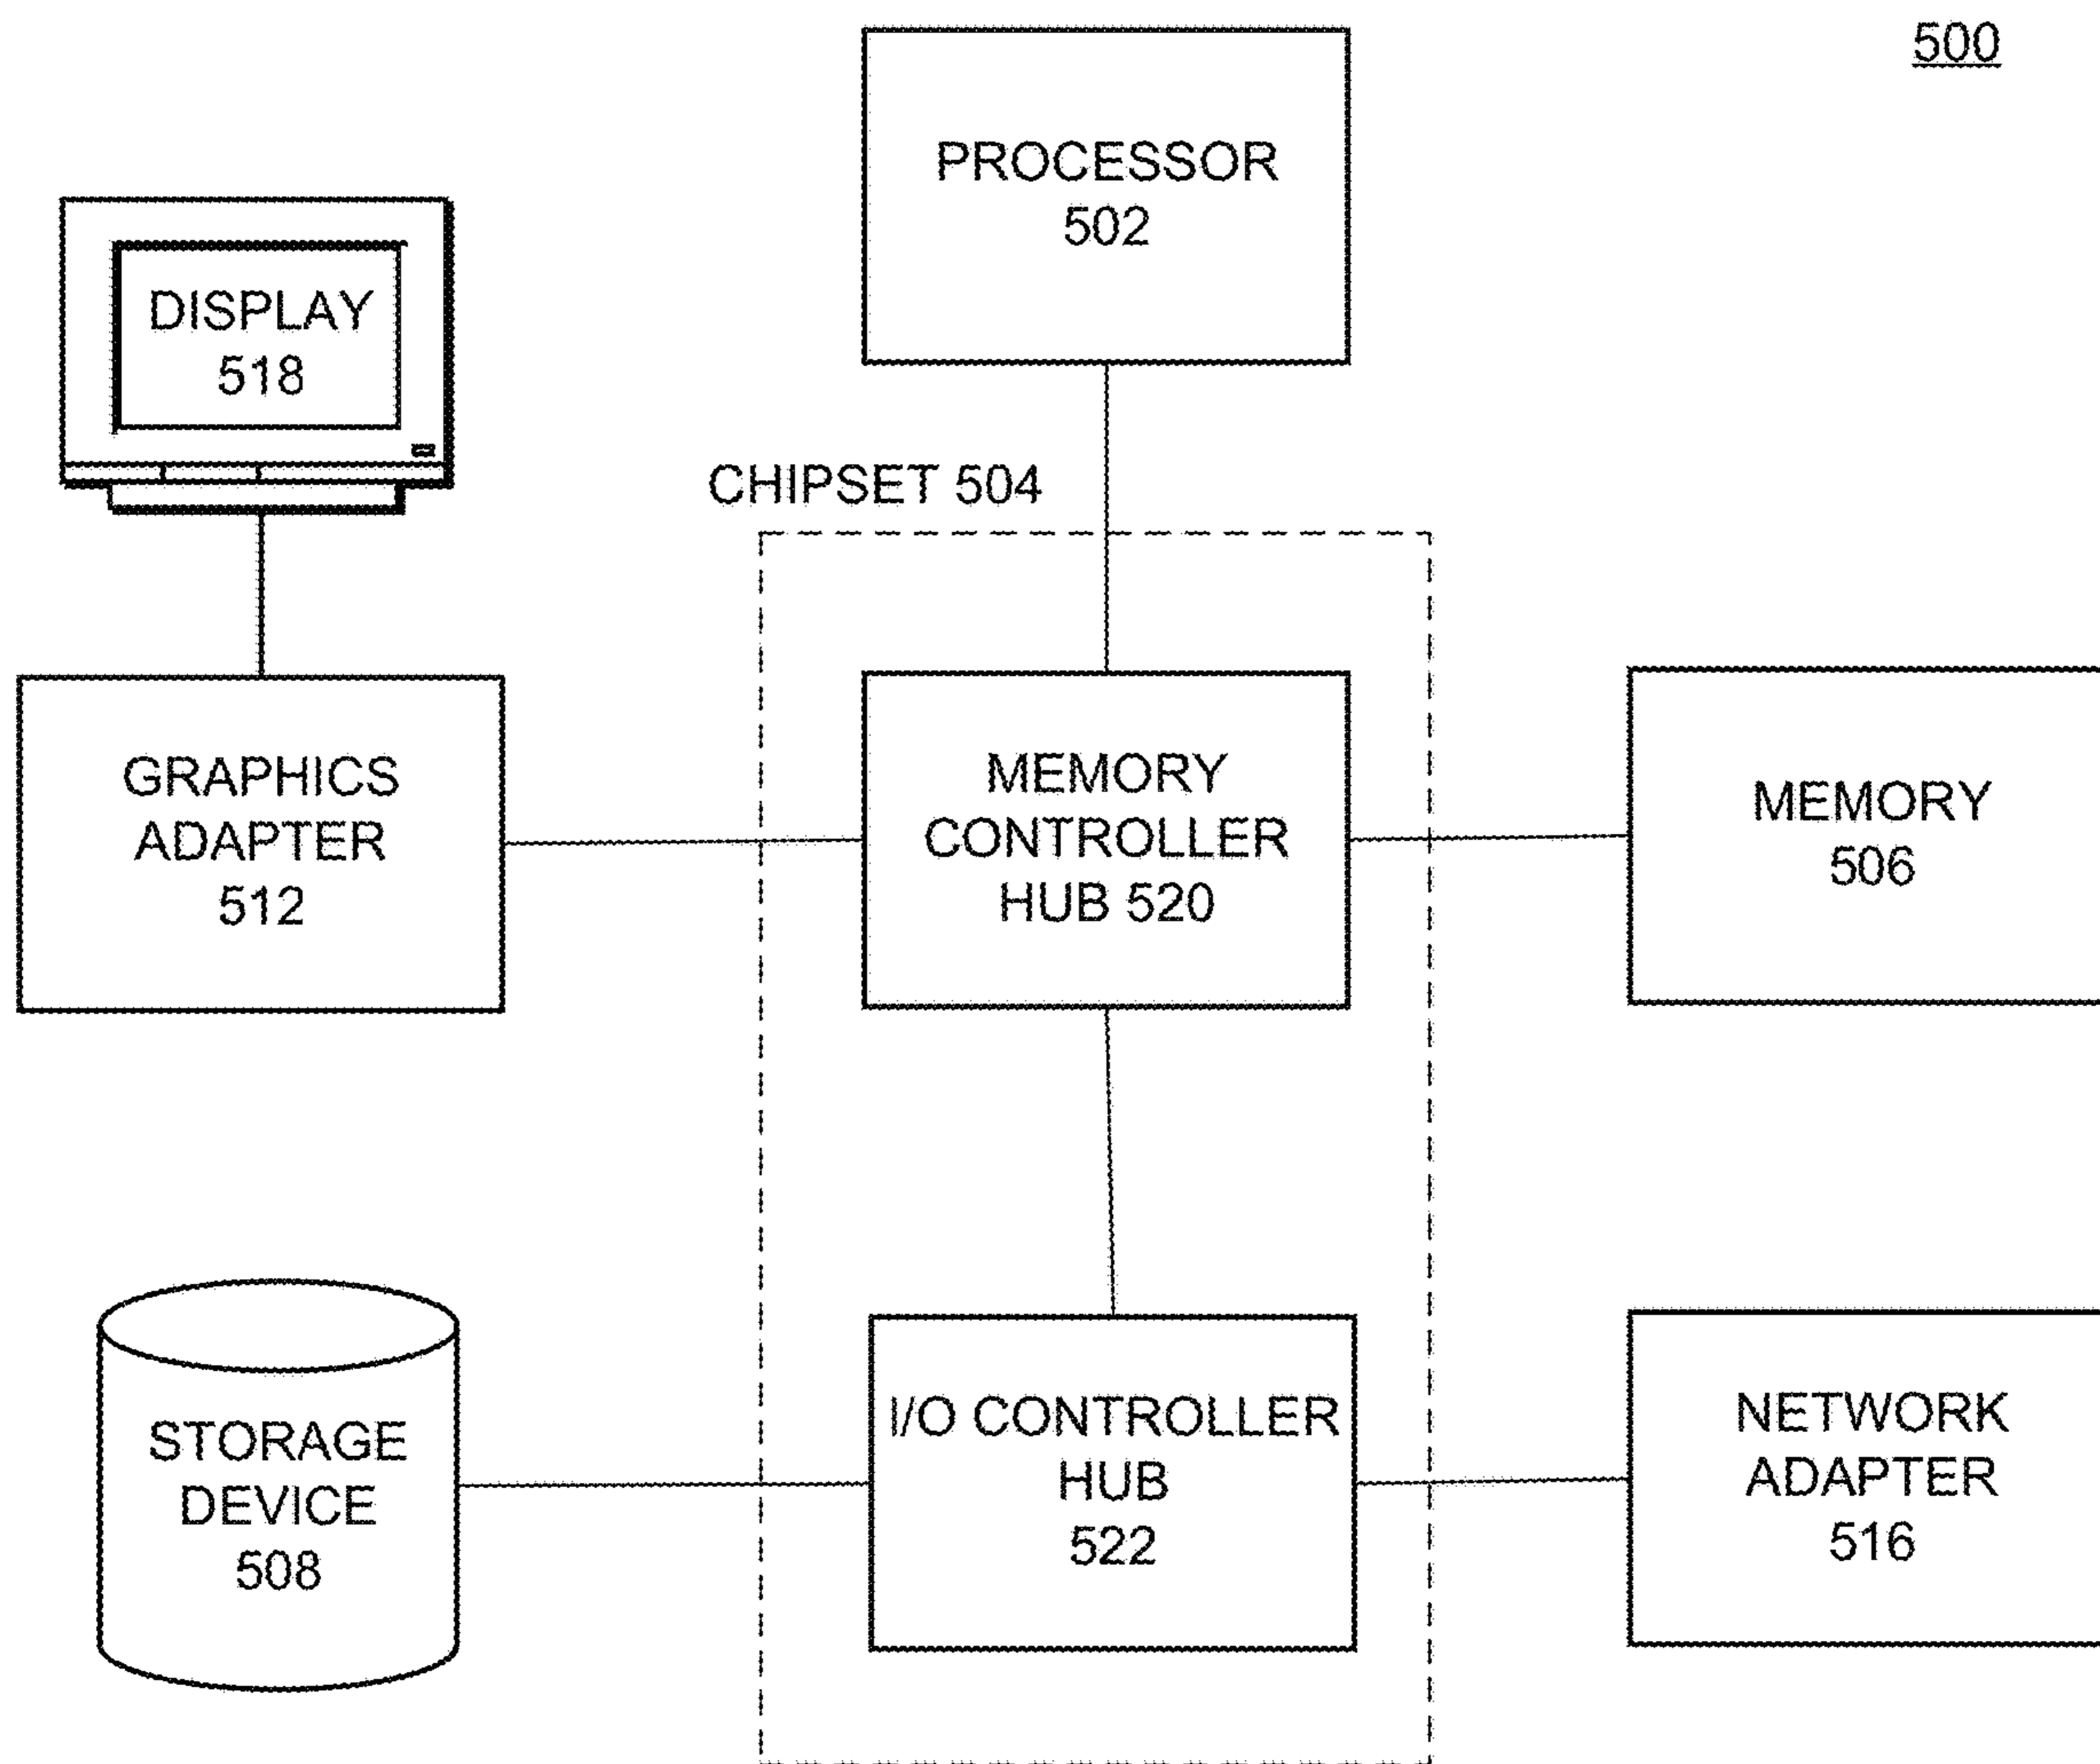 500
PROCESSOR
502
DISPLAY
518
CHIPSET 504
GRAPHICS
ADAPTER
512
MEMORY
CONTROLLER
HUB 520
MEMORY
506
STORAGE
DEVICE
508
I/O CONTROLLER
HUB
522
NETWORK
ADAPTER
516